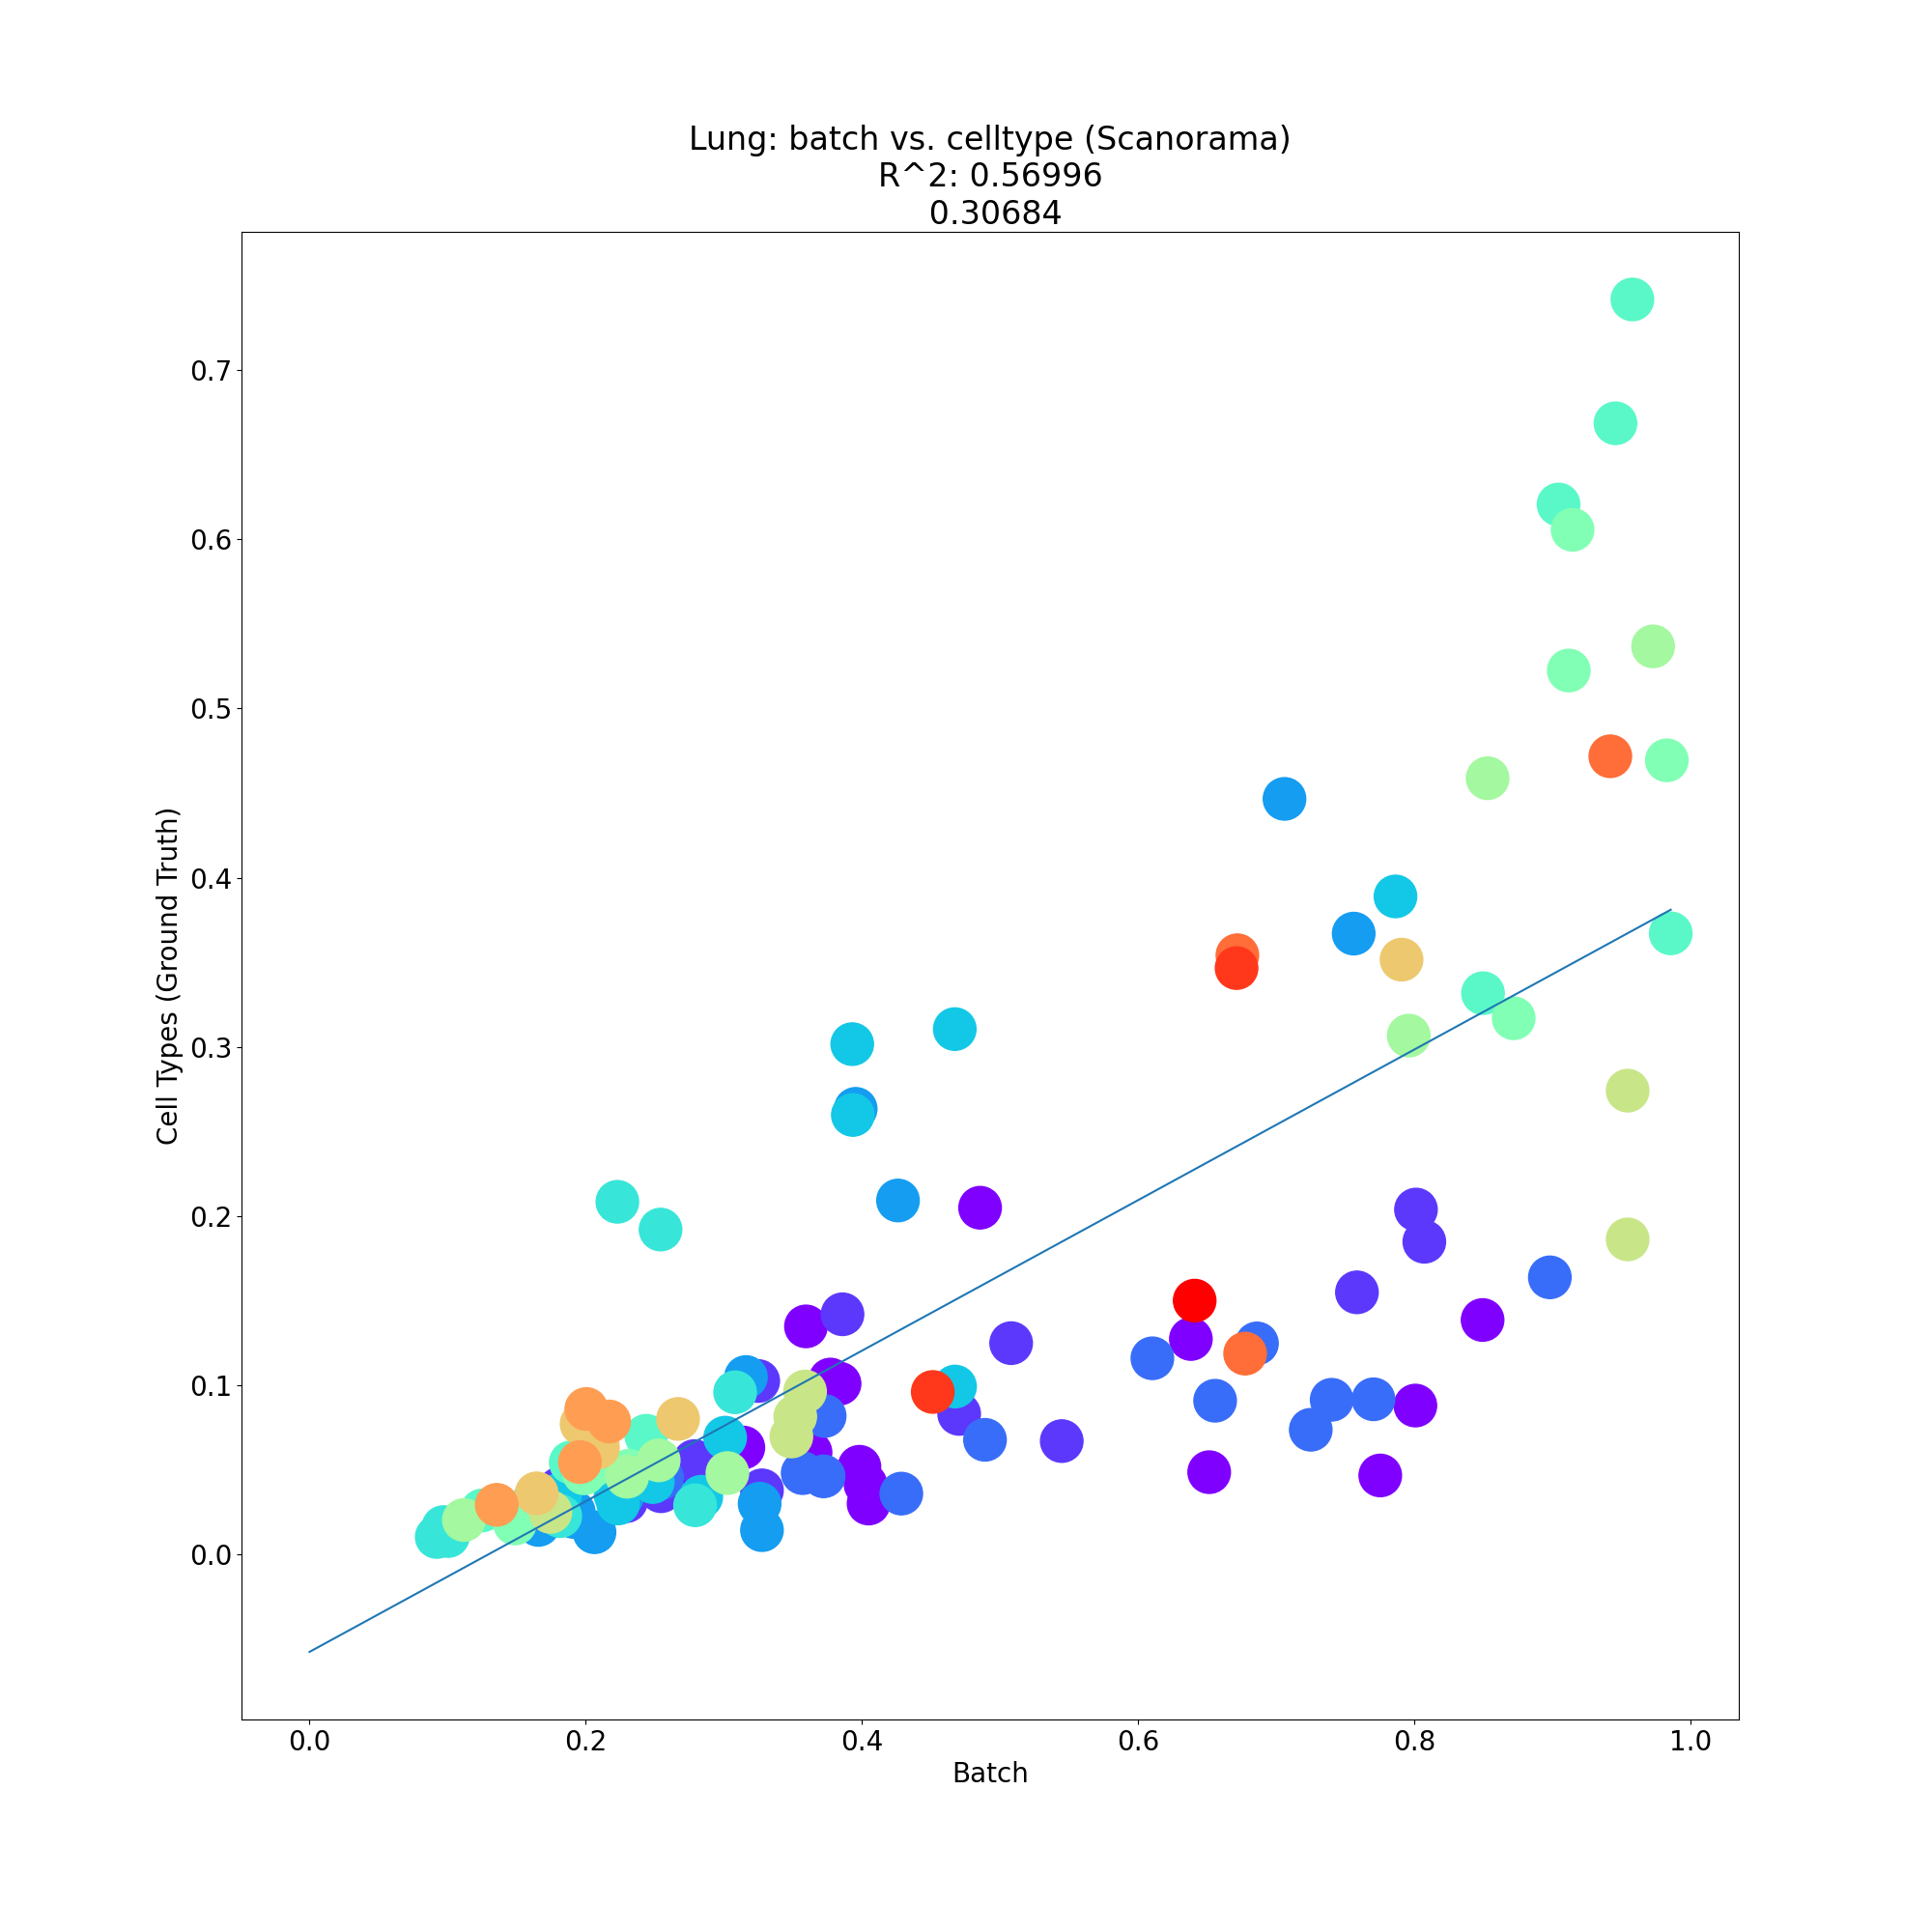 Lung: batch vs. celltype (Scanorama)
R^2: 0.56996
0.30684
0.7
0.6
0.5
0.4
0.3
0.2
0.1
0.0
Cell Types (Ground Truth)
0.0 0.2 0.4 0.6 0.8 1.0
Batch